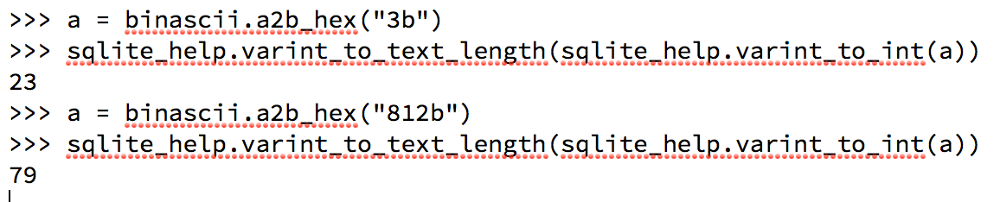 >>> a = binascii.a2b_hex("3b")
>>> sqlite_help.varint_to_text_length(sqlite_help.varint_to_int(a))
23
>>> a = binascii.a2b_hex("812b")
>>> sqlite_help.varint_to_text_length(sqlite_help.varint_to_int(a))
79